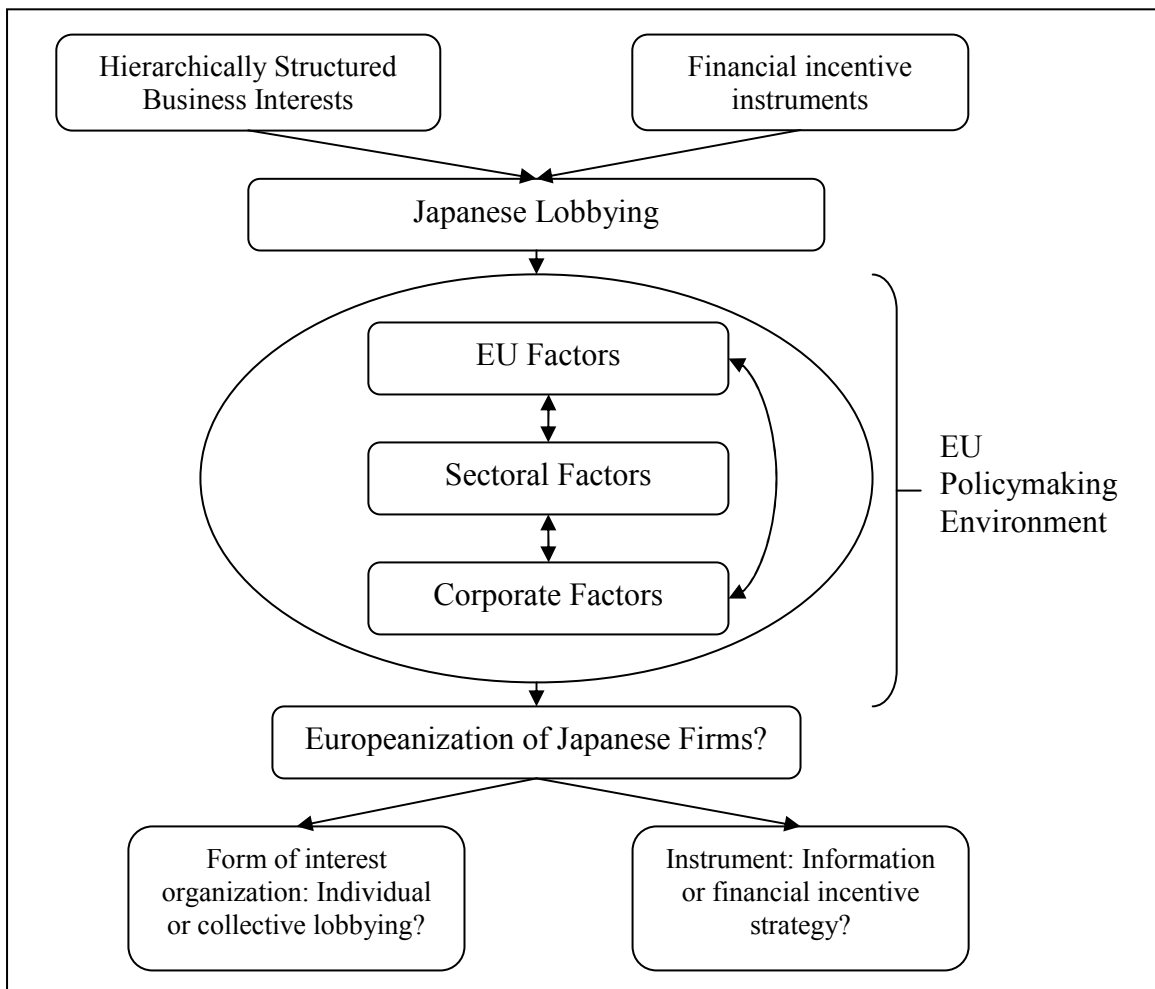 Hierarchically Structured
Business Interests
Financial incentive
instruments
Japanese Lobbying
EU Factors
Sectoral Factors
Corporate Factors
EU
Policymaking
Environment
Europeanization of Japanese Firms?
Form of interest
organization: Individual
or collective lobbying?
Instrument: Information
or financial incentive
strategy?